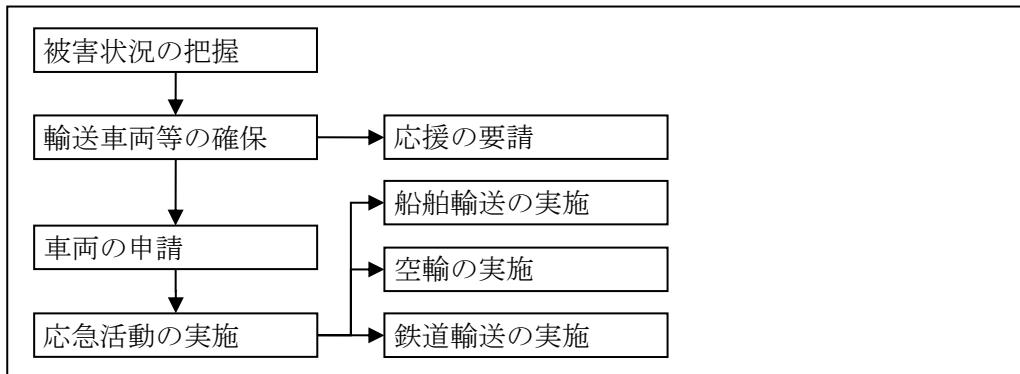 被害状況の把握
輸送車両等の確保
応援の要請
船舶輸送の実施
車両の申請
空輸の実施
応急活動の実施
鉄道輸送の実施